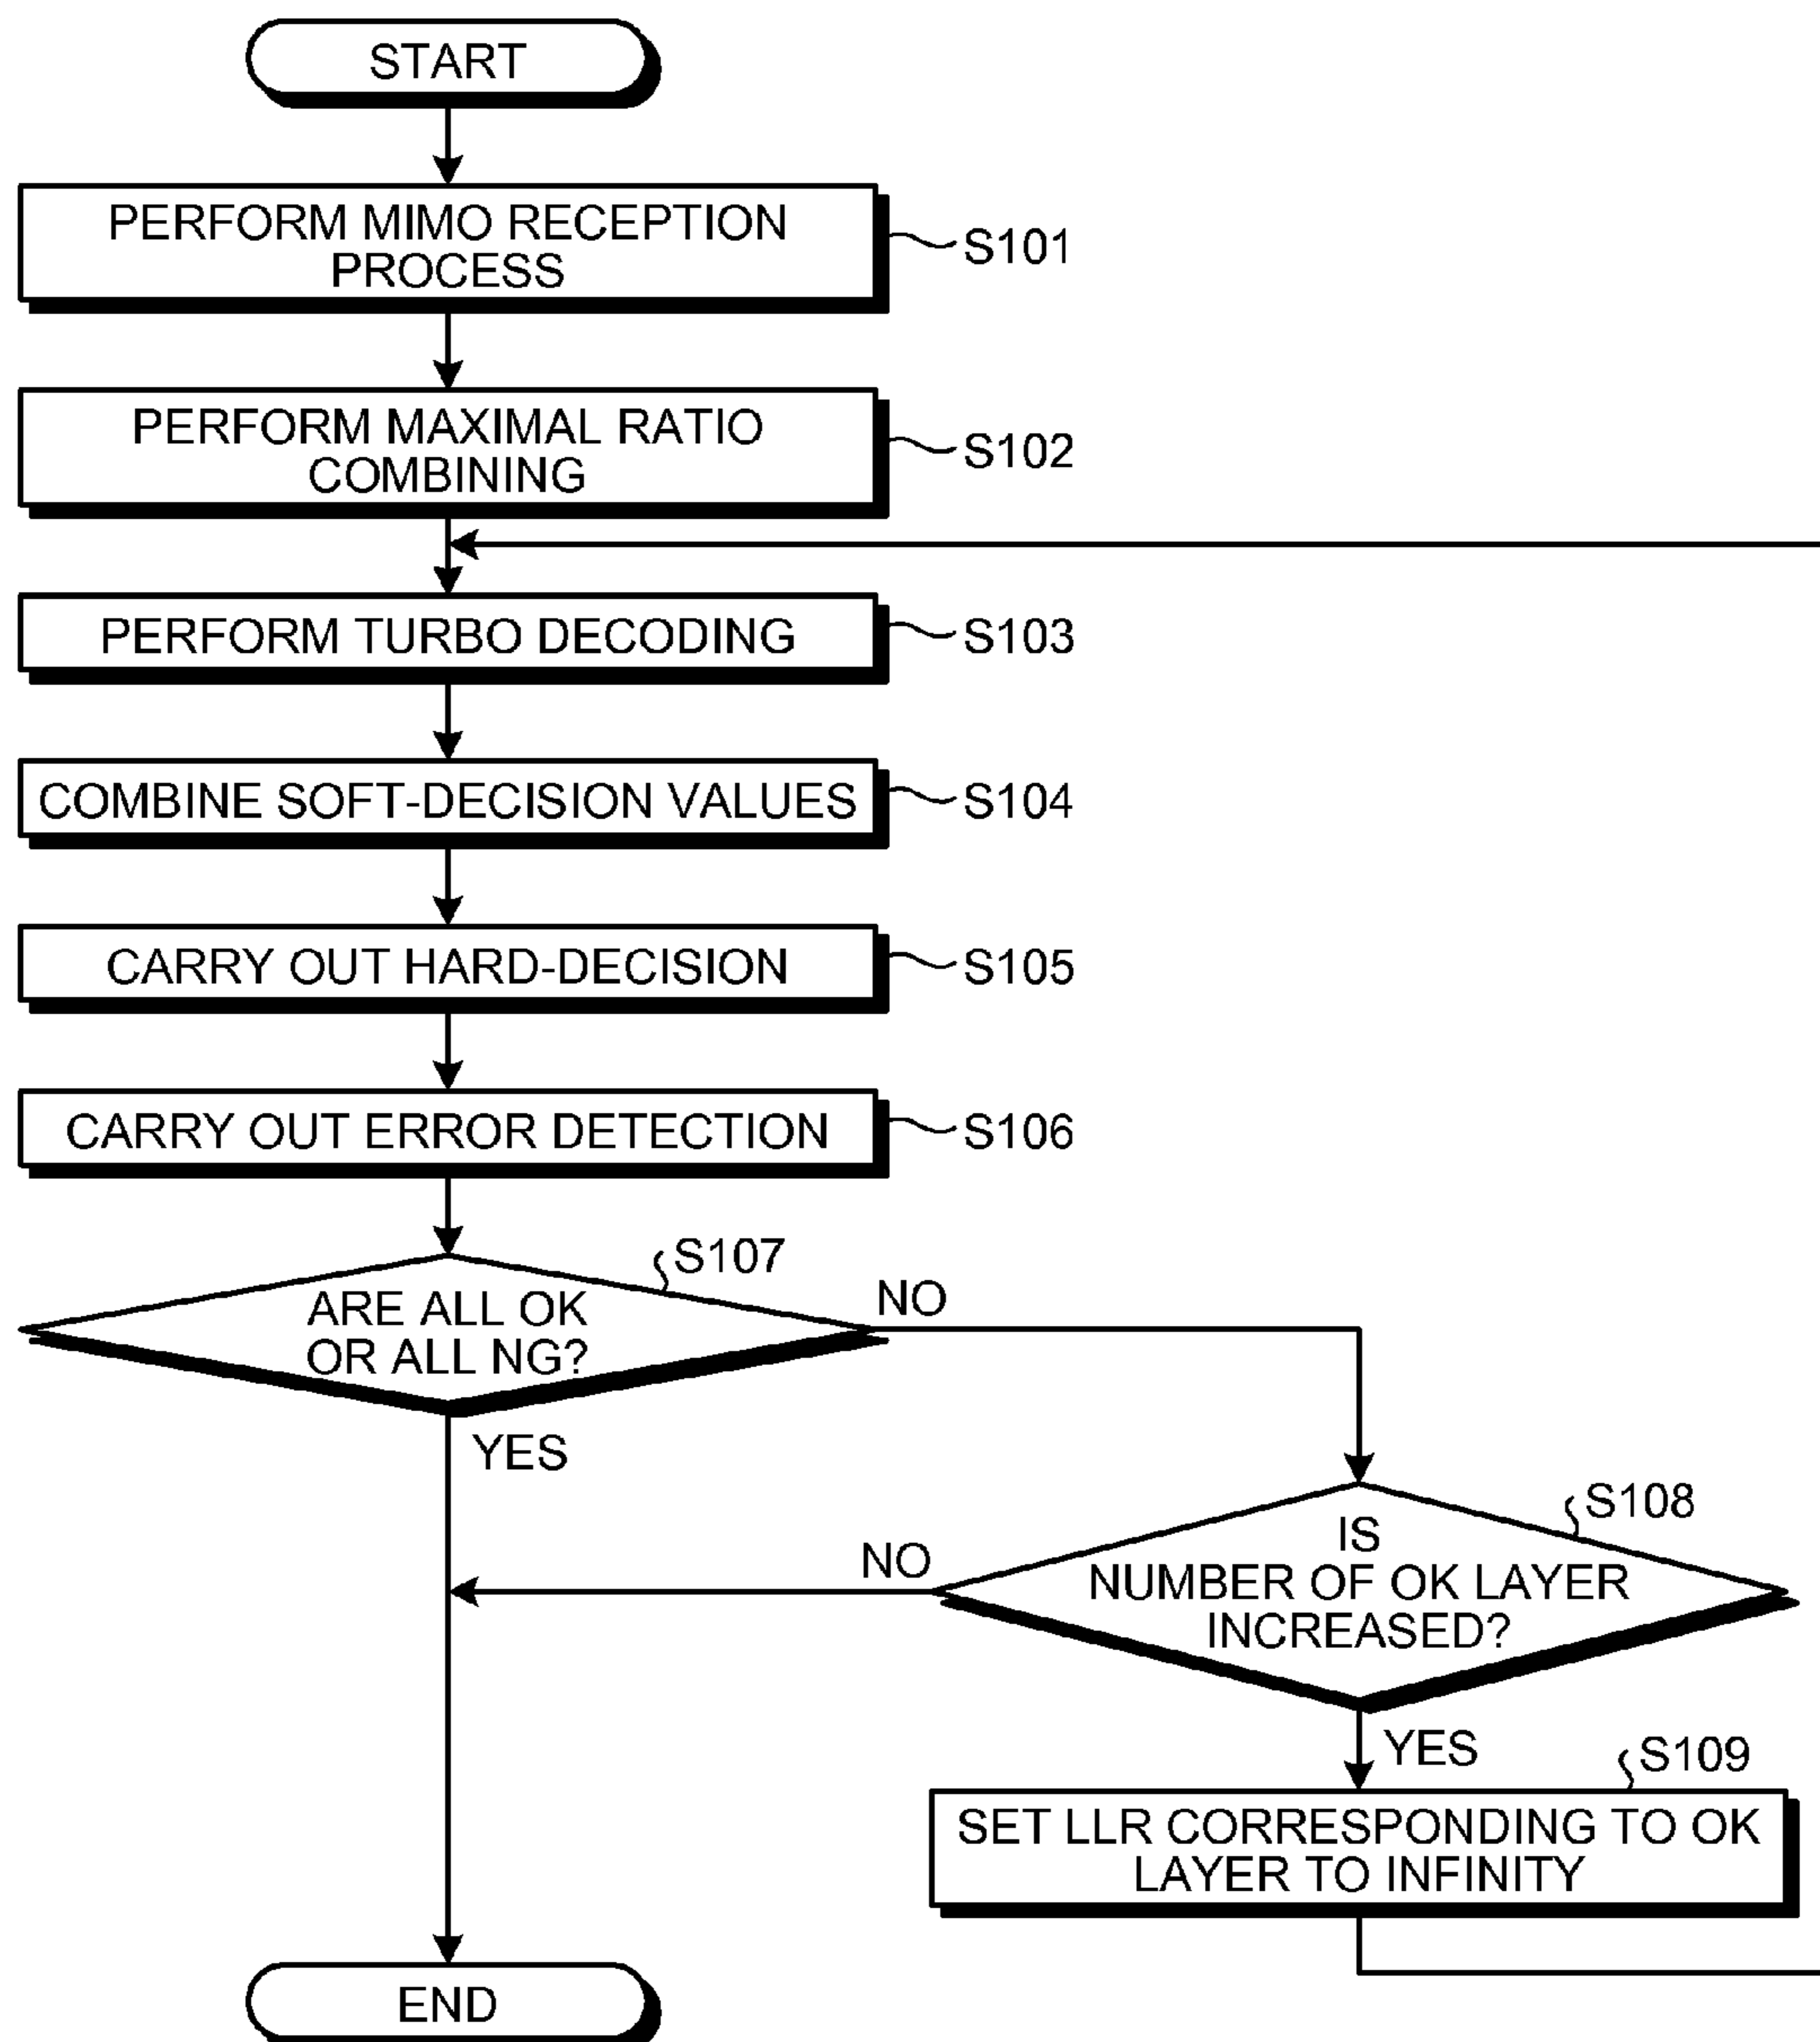 START
PERFORM MIMO RECEPTION
PROCESS
S101
PERFORM MAXIMAL RATIO
COMBINING
S102
PERFORM TURBO DECODING
S103
COMBINE SOFT-DECISION VALUES
S104
CARRY OUT HARD-DECISION
S105
CARRY OUT ERROR DETECTION
S106
S107
ARE ALL OK
OR ALL NG?
NO
YES
S108
IS
NUMBER OF OK LAYER
INCREASED?
NO
YES
S109
SET LLR CORRESPONDING TO OK
LAYER TO INFINITY
END